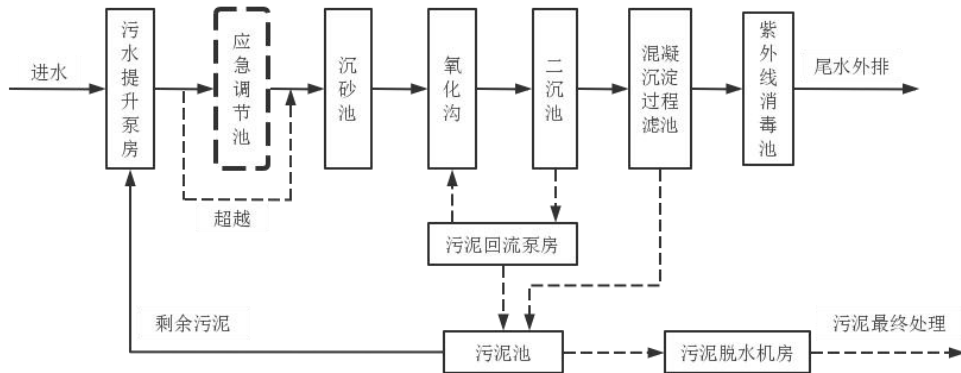 进水
污水提升泵房
应急调节池
沉砂池
氧化沟
二沉池
混凝
沉淀
过程
滤池
紫外线消毒池
尾水外排
超越
污泥回流泵房
剩余污泥
污泥池
污泥脱水机房
污泥最终处理